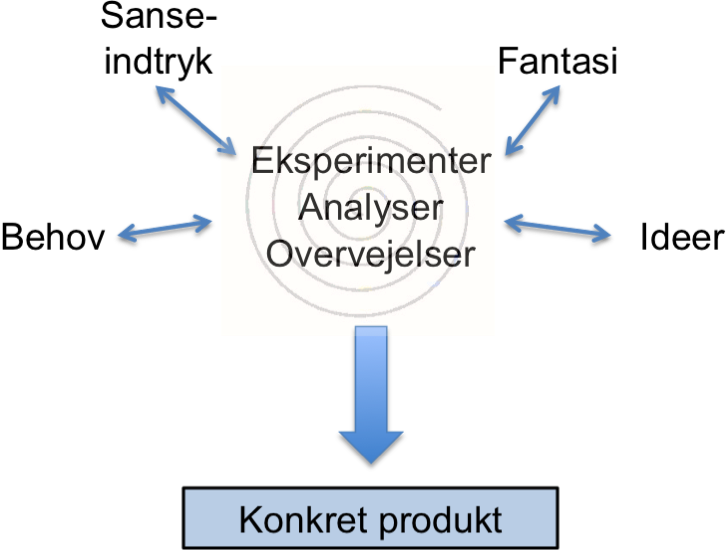 Sanse-
indtryk
Fantasi
Eksperimenter
Analyser
Overvejelser
Behov
Ideer
Konkret produkt